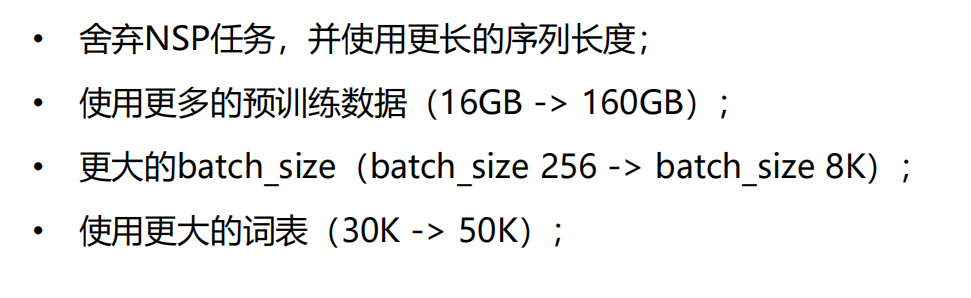 • 舍弃NSP任务，并使用更长的序列长度；
• 使用更多的预训练数据（16GB -> 160GB）；
• 更大的batch_size（batch_size 256 -> batch_size 8K）；
• 使用更大的词表（30K -> 50K）；